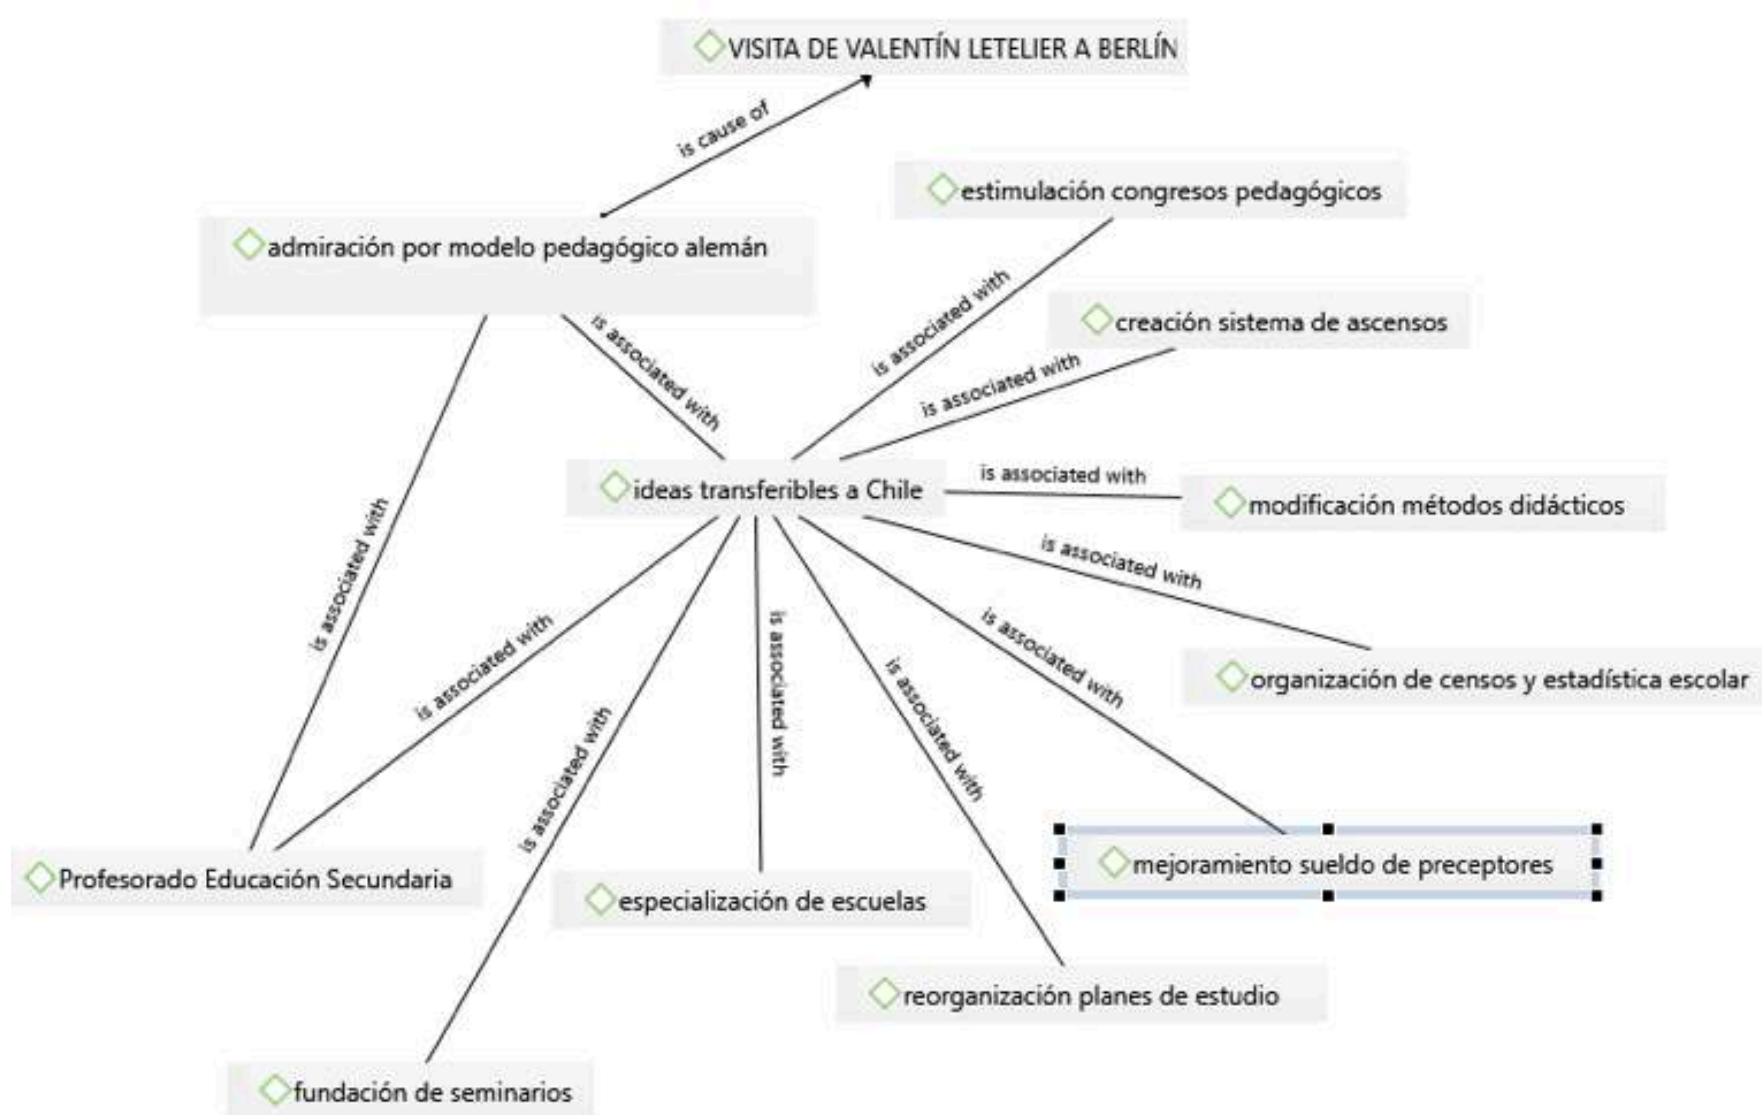 VISITA DE VALENTÍN LETELIER A BERLÍN
is cause of
estimulación congresos pedagógicos
admiración por modelo pedagógico alemán
is associated with
creación sistema de ascensos
is associated with
is associated with
ideas transferibles a Chile
is associated with
modificación métodos didácticos
is associated with
is associated with
organización de censos y estadística escolar
is associated with
is associated with
is associated with
is associated with
is associated with
mejoramiento sueldo de preceptores
Profesorado Educación Secundaria
especialización de escuelas
reorganización planes de estudio
fundación de seminarios